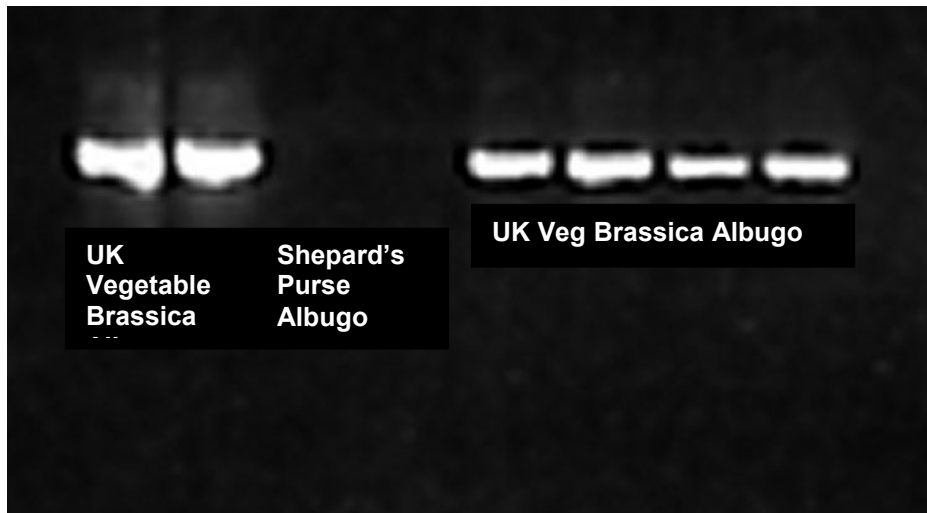 UK
Vegetable
Brassica
Shepard's
Purse
Albugo
UK Veg Brassica Albugo